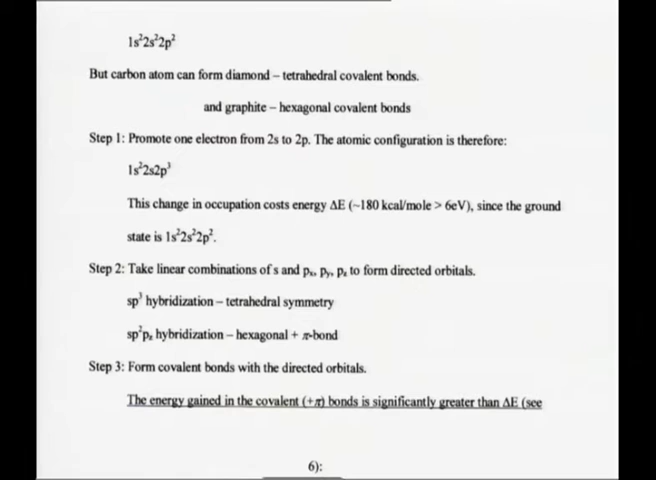 1s²2s²2p²
But carbon atom can form diamond – tetrahedral covalent bonds.
and graphite – hexagonal covalent bonds
Step 1: Promote one electron from 2s to 2p. The atomic configuration is therefore:
1s²2s2p³
This change in occupation costs energy ΔE (~180 kcal/mole > 6eV), since the ground
state is 1s²2s²2p².
Step 2: Take linear combinations of s and pₓ, pᵧ, p_z to form directed orbitals.
sp³ hybridization – tetrahedral symmetry
sp²p_z hybridization – hexagonal + π-bond
Step 3: Form covalent bonds with the directed orbitals.
The energy gained in the covalent (+π) bonds is significantly greater than ΔE (see
6):